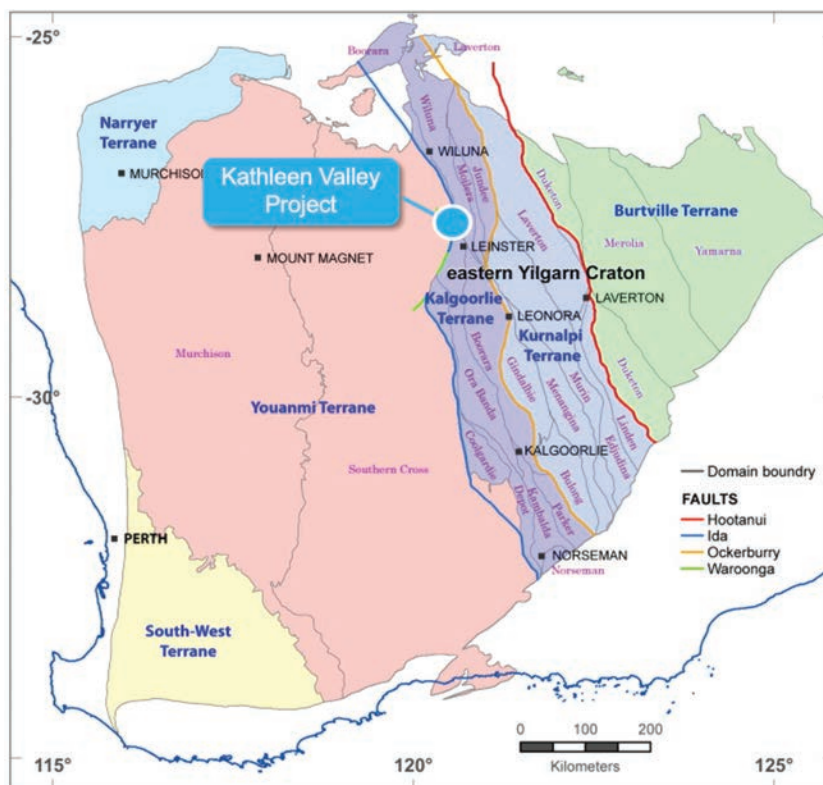 -25°
Boorara
Laverton
Narryer
Terrane
Wiluna
WILUNA
MURCHISO
Kathleen Valley
Project
Jundee
Moilers
Duketon
Burtville Terrane
Laverton
Merolia
Yamarna
LEINSTER
MOUNT MAGNET
eastern Yilgarn Craton
LAVERTON
Kalgoorlie
Terrane
LEONORA
Kurnalpi
Terrane
Murchison
Boorara
Gindalbie
Murrin
Duketon
-30°
Youanmi Terrane
Ora Banda
Menangina
Linden
Edjudina
Southern Cross
Coolgardie
KALGOORLIE
Domain boundry
Bulong
FAULTS
Depot
Kambalda
Parker
Hootanui
Ida
PERTH
NORSEMAN
Ockerburry
Norseman
Waroonga
South-West
Terrane
0 50 100 200
Kilometers
115° 120° 125°